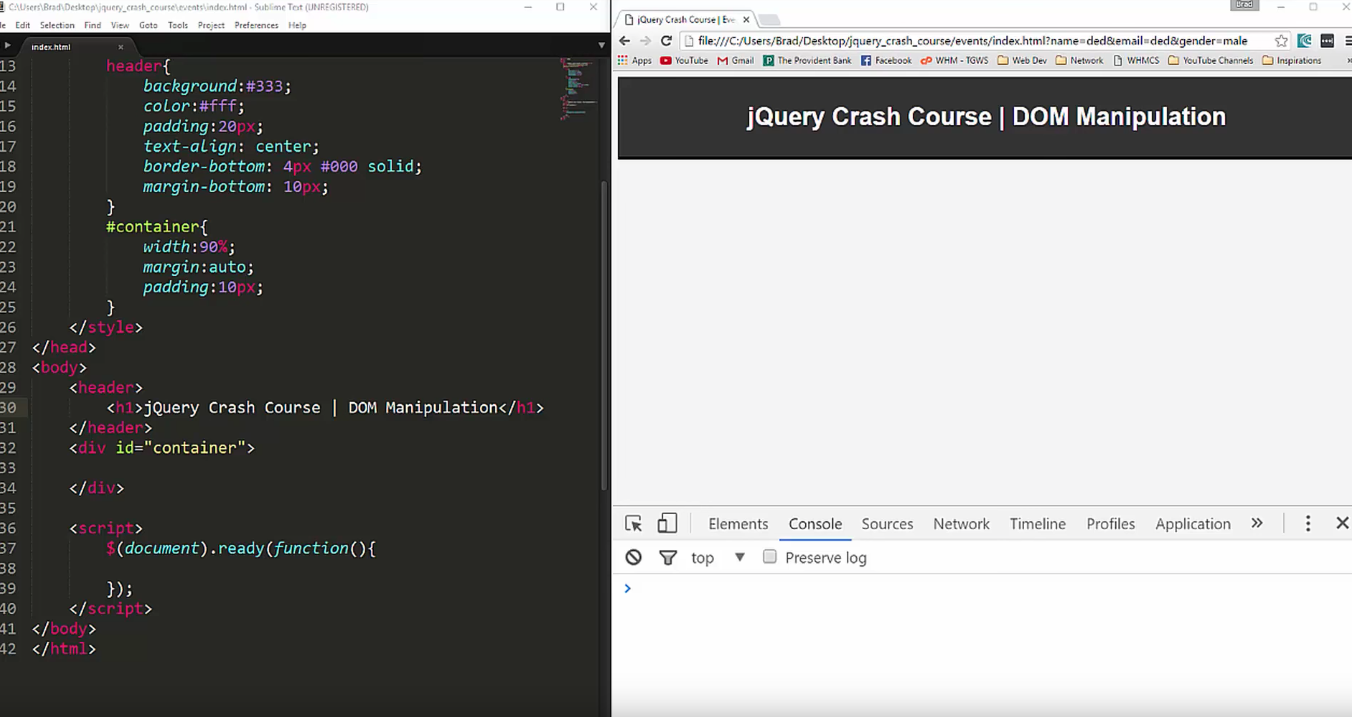 C:\Users\Brad\Desktop\jquery_crash_course\events\index.html - Sublime Text (UNREGISTERED)
Edit Selection Find View Goto Tools Project Preferences Help
index.html
13 header{
14 background:#333;
15 color:#fff;
16 padding:20px;
17 text-align: center;
18 border-bottom: 4px #000 solid;
19 margin-bottom: 10px;
20 }
21 #container{
22 width:90%;
23 margin:auto;
24 padding:10px;
25 }
26 </style>
27 </head>
28 <body>
29 <header>
30 <h1>jQuery Crash Course | DOM Manipulation</h1>
31 </header>
32 <div id="container">
33
34 </div>
35
36 <script>
37 $(document).ready(function(){
38
39 });
40 </script>
41 </body>
42 </html>
Brad
jQuery Crash Course | Eve
file:///C:/Users/Brad/Desktop/jquery_crash_course/events/index.html?name=ded&email=ded&gender=male
Apps YouTube Gmail The Provident Bank Facebook WHM - TGWS Web Dev Network WHMCS YouTube Channels Inspirations »
jQuery Crash Course | DOM Manipulation
Elements Console Sources Network Timeline Profiles Application »
top Preserve log
>